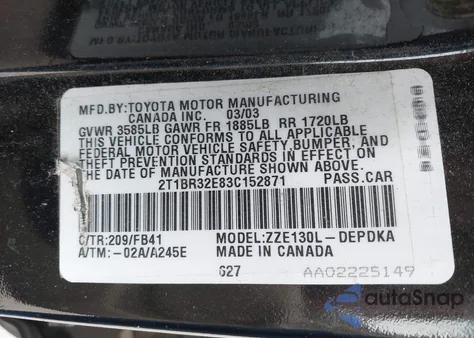 MFD.BY:TOYOTA MOTOR MANUFACTURING
CANADA INC. 03/03
GVWR 3585LB GAWR FR 1885LB RR 1720LB
THIS VEHICLE CONFORMS TO ALL APPLICABLE
FEDERAL MOTOR VEHICLE SAFETY,BUMPER, AND
THEFT PREVENTION STANDARDS IN EFFECT ON
THE DATE OF MANUFACTURE SHOWN ABOVE.
2T1BR32E83C152871 PASS.CAR
C/TR:209/FB41 MODEL:ZZE130L-DEPDKA
A/TM:-02A/A245E MADE IN CANADA
627 AA02225149
autoSnap